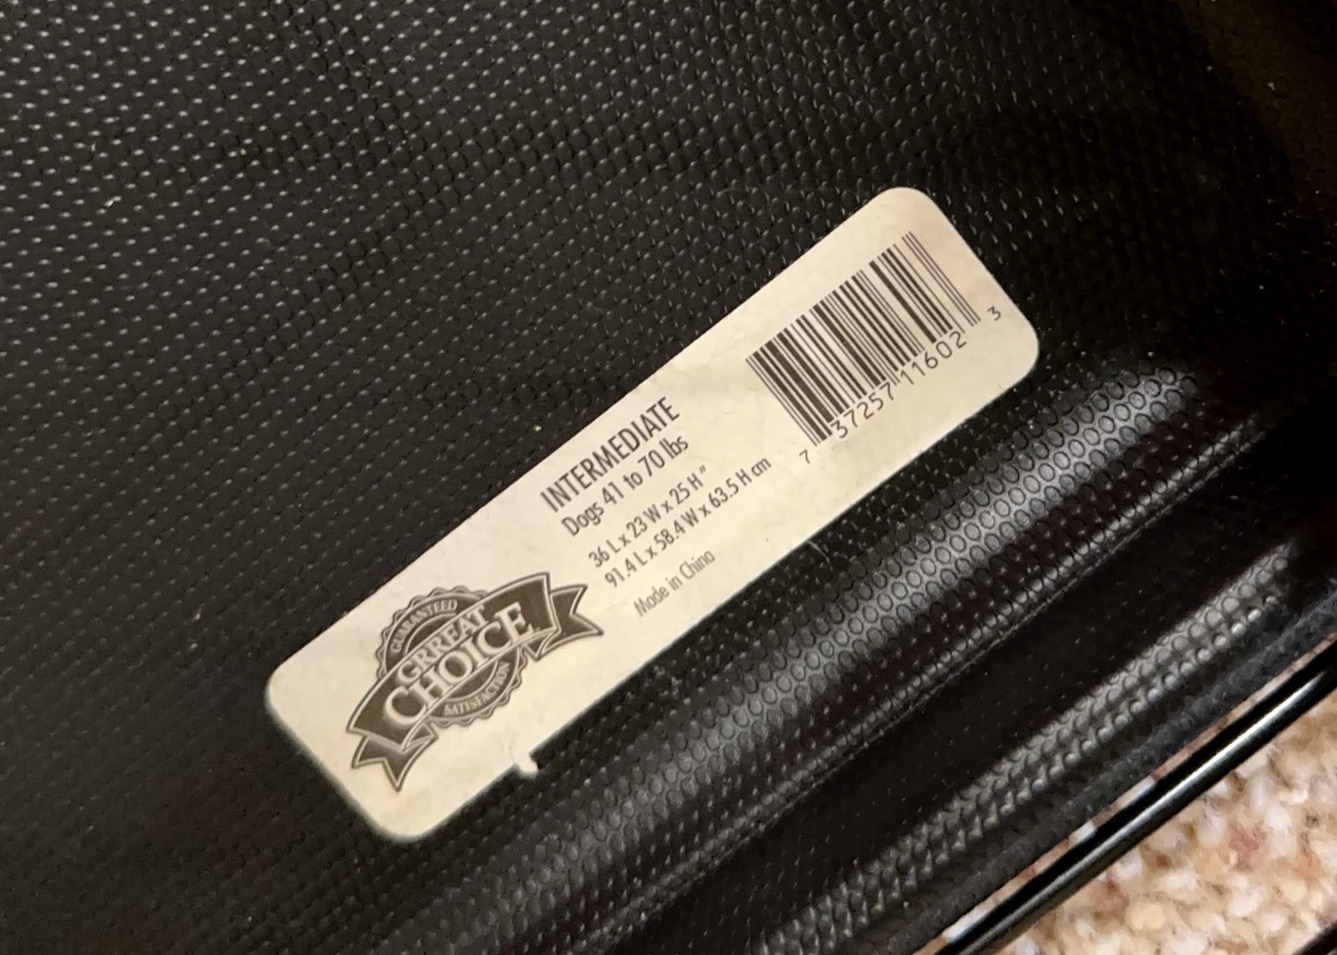 GUARANTEED
GRREAT
CHOICE
SATISFACTION
INTERMEDIATE
Dogs 41 to 70 lbs
36 L x 23 W x 25 H"
91.4 L x 58.4 W x 63.5 H cm
Made in China
7 37257 11602 3